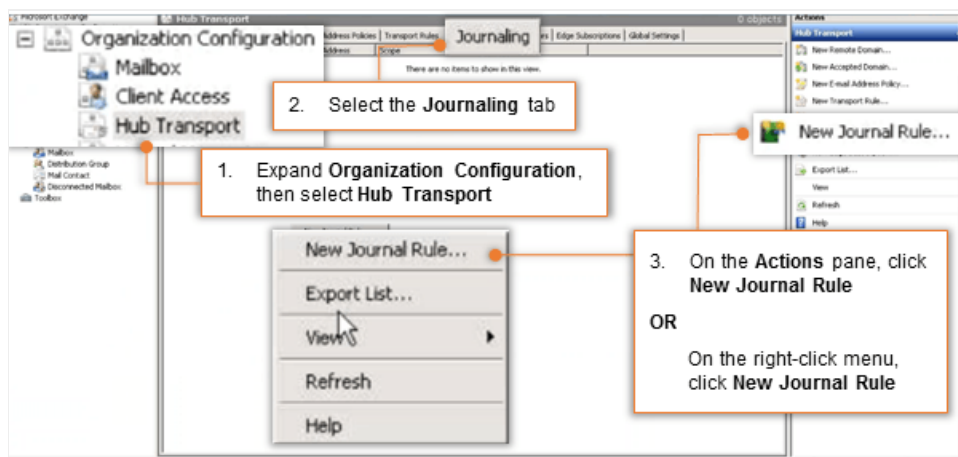 Microsoft Exchange
Hub Transport
0 objects
Actions
Organization Configuration
Mailbox
Client Access
Hub Transport
Address Policies
Transport Rules
Journaling
Edge Subscriptions
Global Settings
Address
Scope
There are no items to show in this view.
2. Select the Journaling tab
Hub Transport
New Remote Domain...
New Accepted Domain...
New E-mail Address Policy...
New Transport Rule...
New Journal Rule...
Export List...
View
Refresh
Help
Mailbox
Distribution Group
Mail Contact
Disconnected Mailbox
Toolbox
1. Expand Organization Configuration,
then select Hub Transport
New Journal Rule...
Export List...
View
Refresh
Help
3. On the Actions pane, click
New Journal Rule
OR
On the right-click menu,
click New Journal Rule